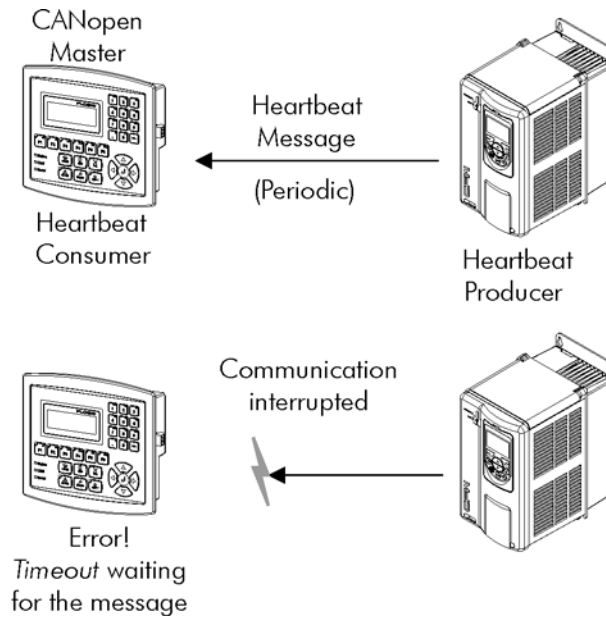 CANopen
Master
Heartbeat
Message
(Periodic)
Heartbeat
Consumer
Heartbeat
Producer
Communication
interrupted
Error!
Timeout waiting
for the message